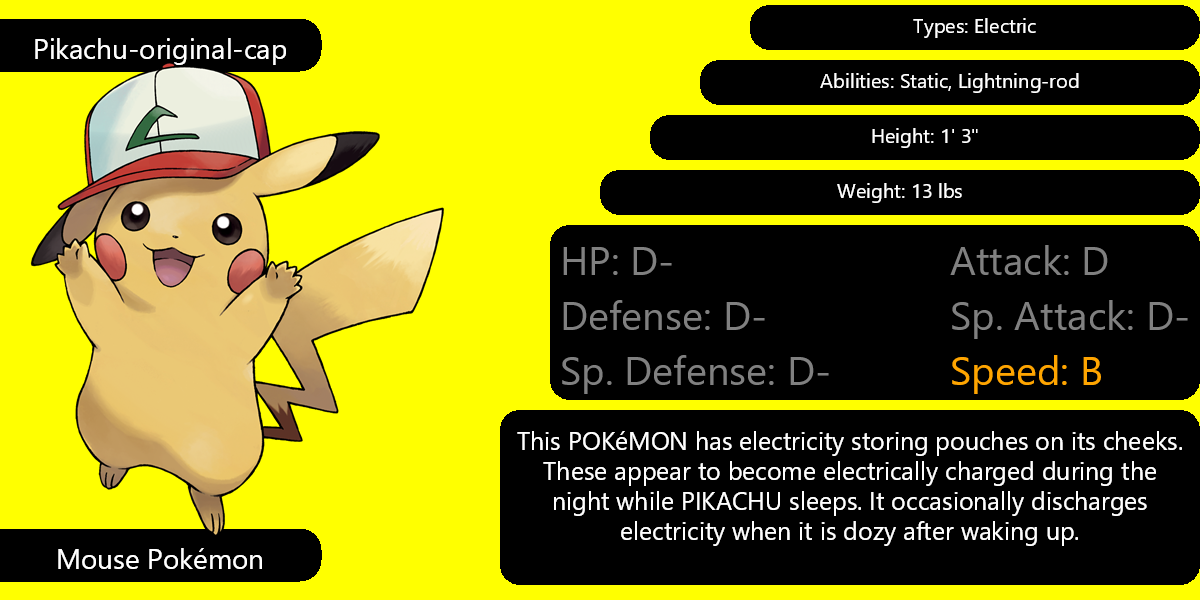 Pikachu-original-cap
Types: Electric
Abilities: Static, Lightning-rod
Height: 1' 3"
Weight: 13 lbs
HP: D-
Attack: D
Defense: D-
Sp. Attack: D-
Sp. Defense: D-
Speed: B
This POKéMON has electricity storing pouches on its cheeks.
These appear to become electrically charged during the
night while PIKACHU sleeps. It occasionally discharges
electricity when it is dozy after waking up.
Mouse Pokémon